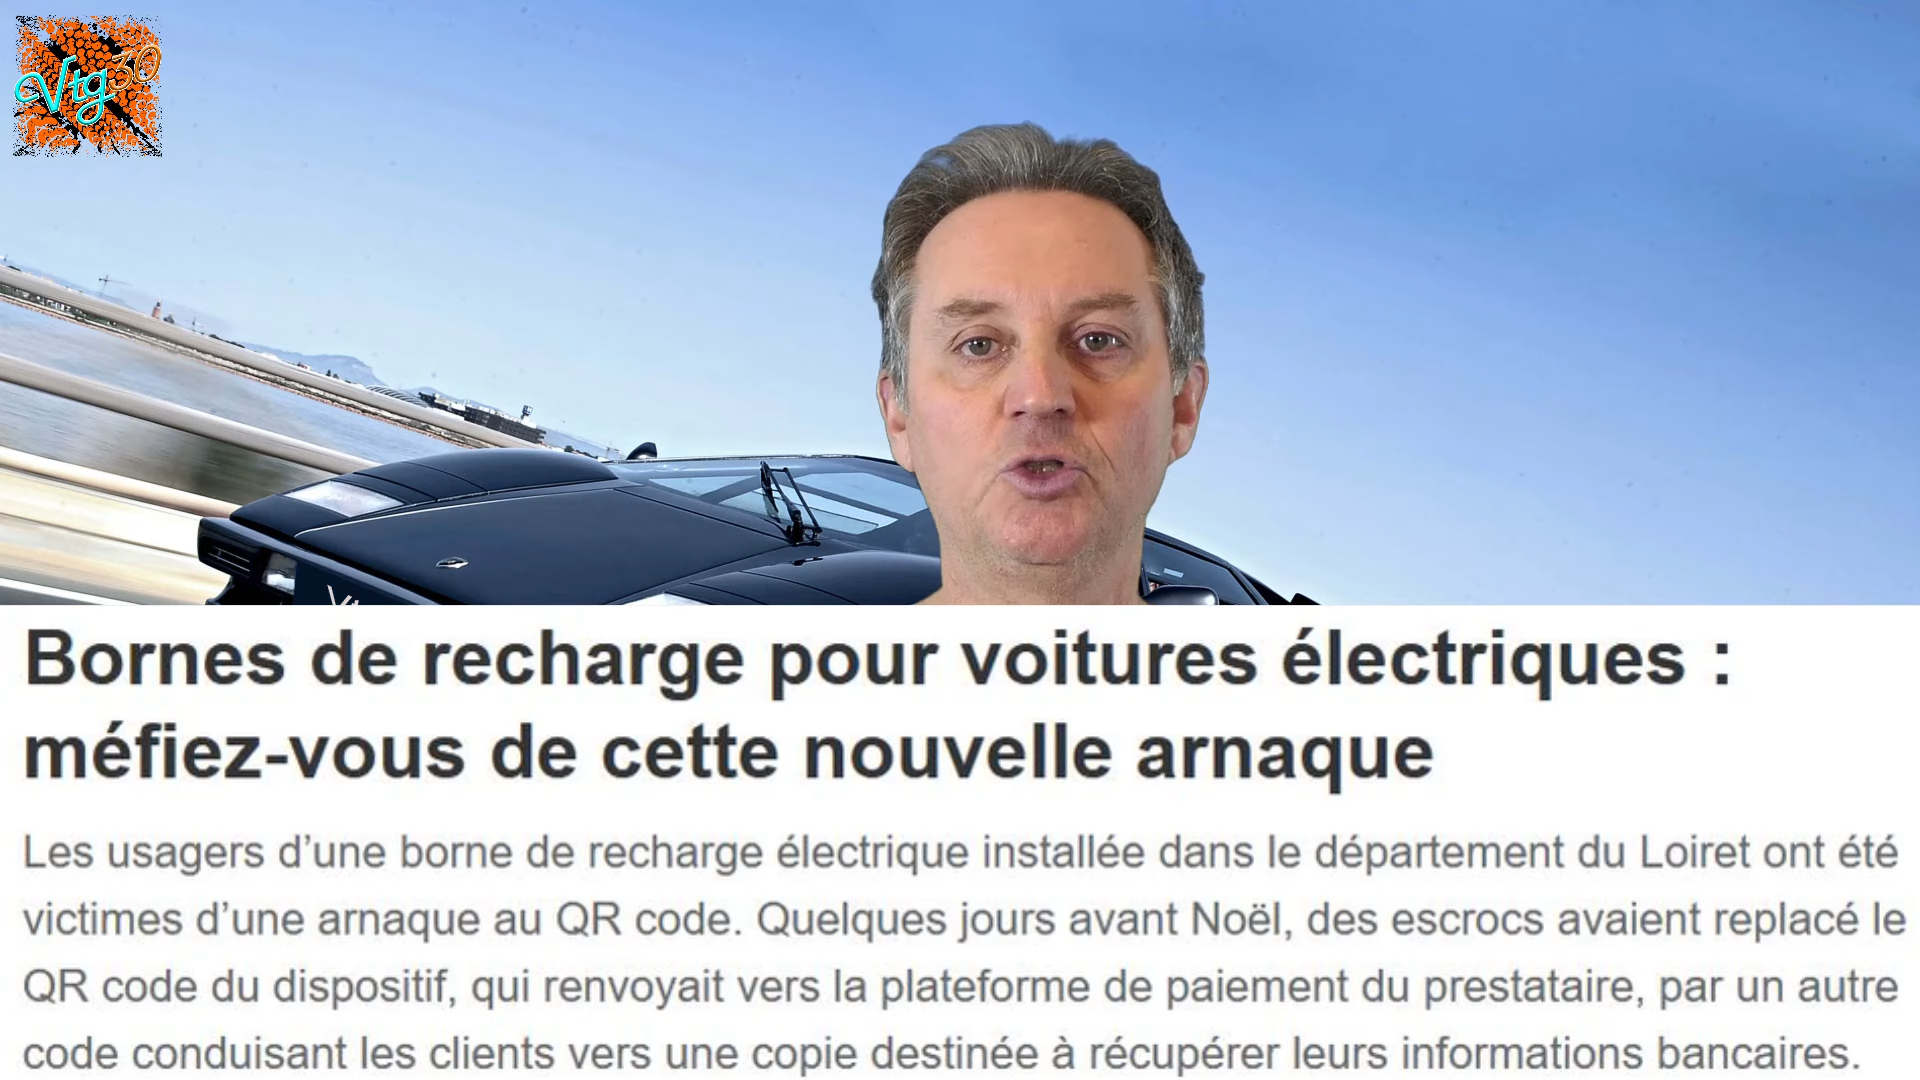 Vtg30
Bornes de recharge pour voitures électriques :
méfiez-vous de cette nouvelle arnaque
Les usagers d’une borne de recharge électrique installée dans le département du Loiret ont été
victimes d’une arnaque au QR code. Quelques jours avant Noël, des escrocs avaient replacé le
QR code du dispositif, qui renvoyait vers la plateforme de paiement du prestataire, par un autre
code conduisant les clients vers une copie destinée à récupérer leurs informations bancaires.